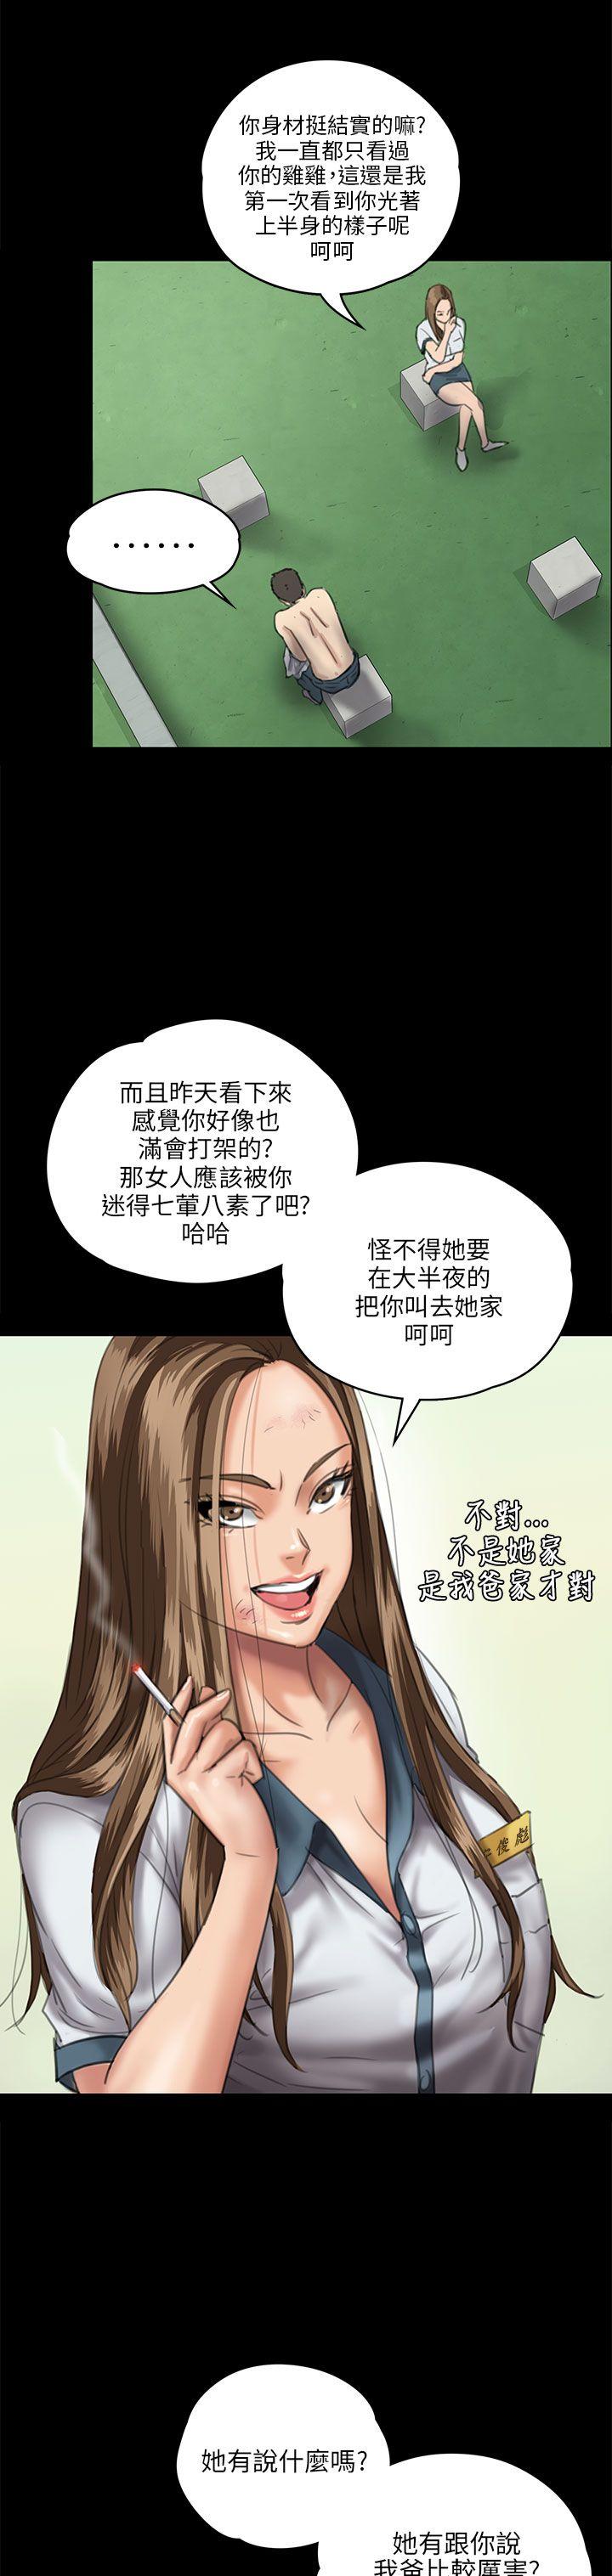 你身材挺結實的嘛?
我一直都只看過
你的雞雞,這還是我
第一次看到你光著
上半身的樣子呢
呵呵
······
而且昨天看下來
感覺你好像也
滿會打架的?
那女人應該被你
迷得七葷八素了吧?
哈哈
怪不得她要
在大半夜的
把你叫去她家
呵呵
不對...
不是她家
是我爸家才對
俊彪
她有說什麼嗎?
她有跟你說
我爸比較厲害?